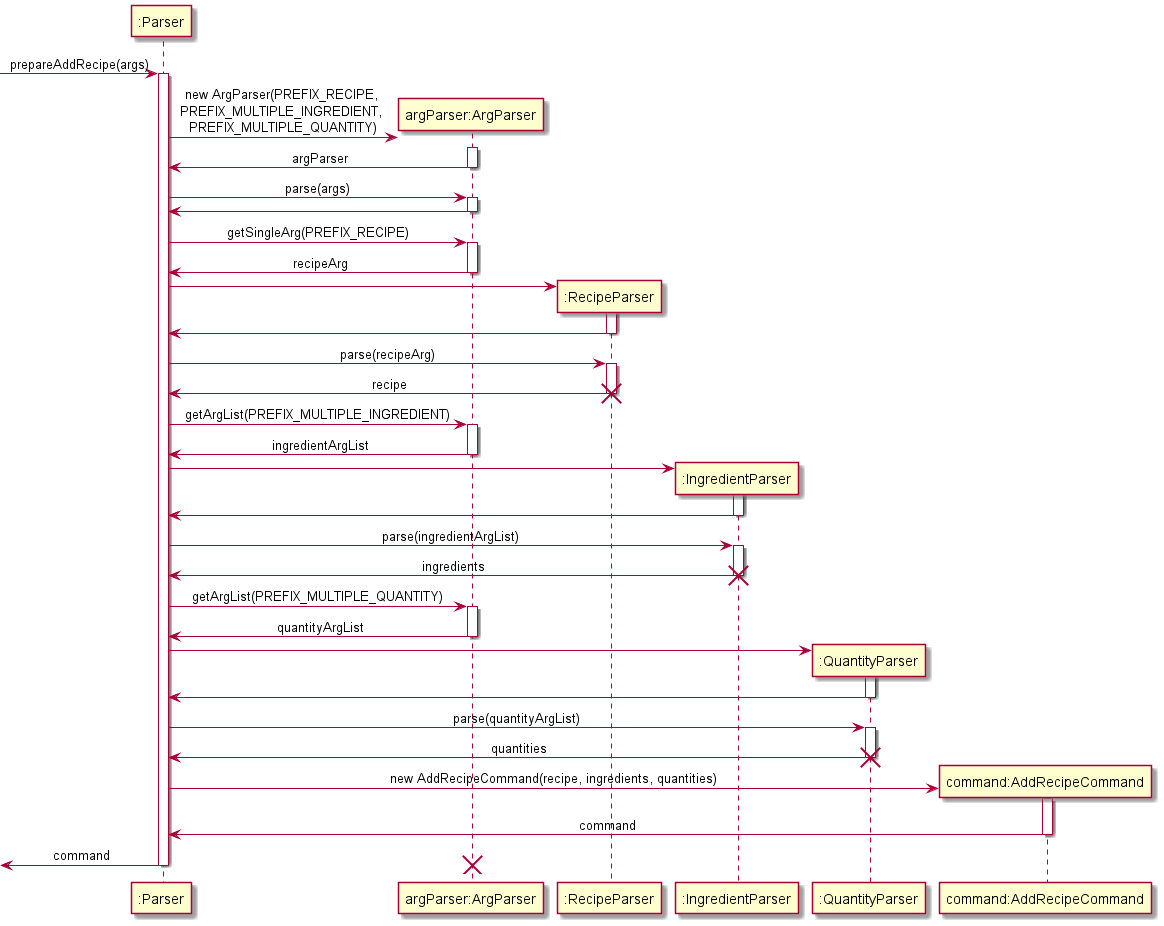 :Parser
prepareAddRecipe(args)
new ArgParser(PREFIX_RECIPE,
PREFIX_MULTIPLE_INGREDIENT,
PREFIX_MULTIPLE_QUANTITY)
argParser:ArgParser
argParser
parse(args)
getSingleArg(PREFIX_RECIPE)
recipeArg
:RecipeParser
parse(recipeArg)
recipe
getArgList(PREFIX_MULTIPLE_INGREDIENT)
ingredientArgList
:IngredientParser
parse(ingredientArgList)
ingredients
getArgList(PREFIX_MULTIPLE_QUANTITY)
quantityArgList
:QuantityParser
parse(quantityArgList)
quantities
new AddRecipeCommand(recipe, ingredients, quantities)
command:AddRecipeCommand
command
command
:Parser
argParser:ArgParser
:RecipeParser
:IngredientParser
:QuantityParser
command:AddRecipeCommand